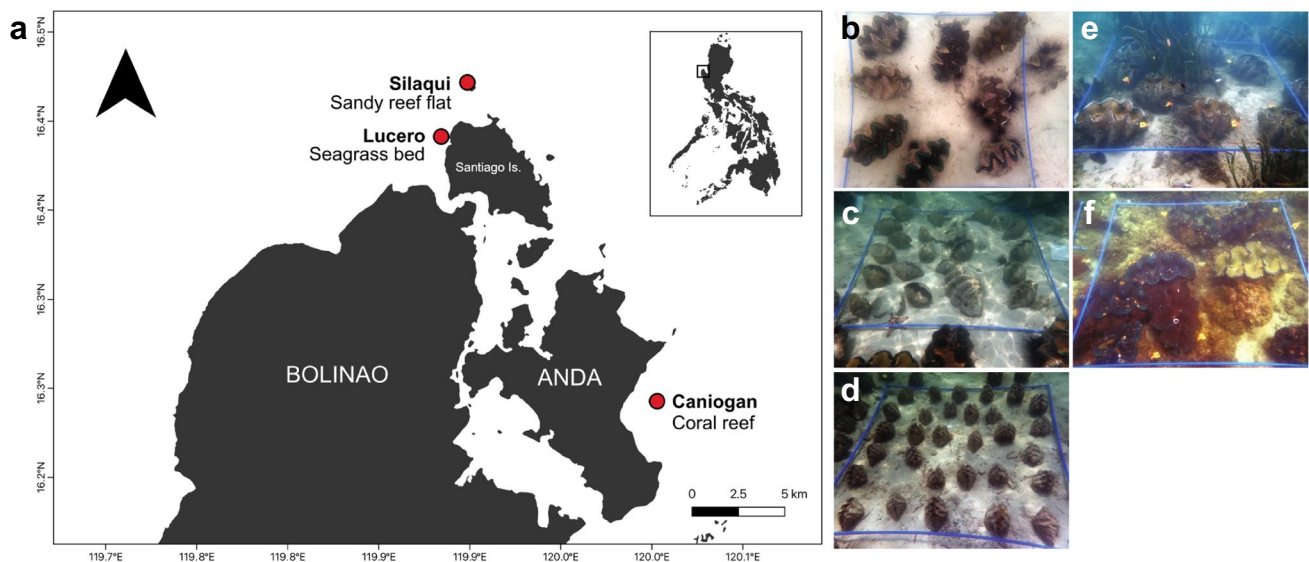 a
16.5°N
16.4°N
16.4°N
16.3°N
16.3°N
16.2°N
Silaqui
Sandy reef flat
Lucero
Seagrass bed
Santiago Is.
BOLINAO
ANDA
Caniogan
Coral reef
0 2.5 5 km
119.7°E 119.8°E 119.8°E 119.9°E 119.9°E 120.0°E 120.0°E 120.1°E
b
c
d
e
f